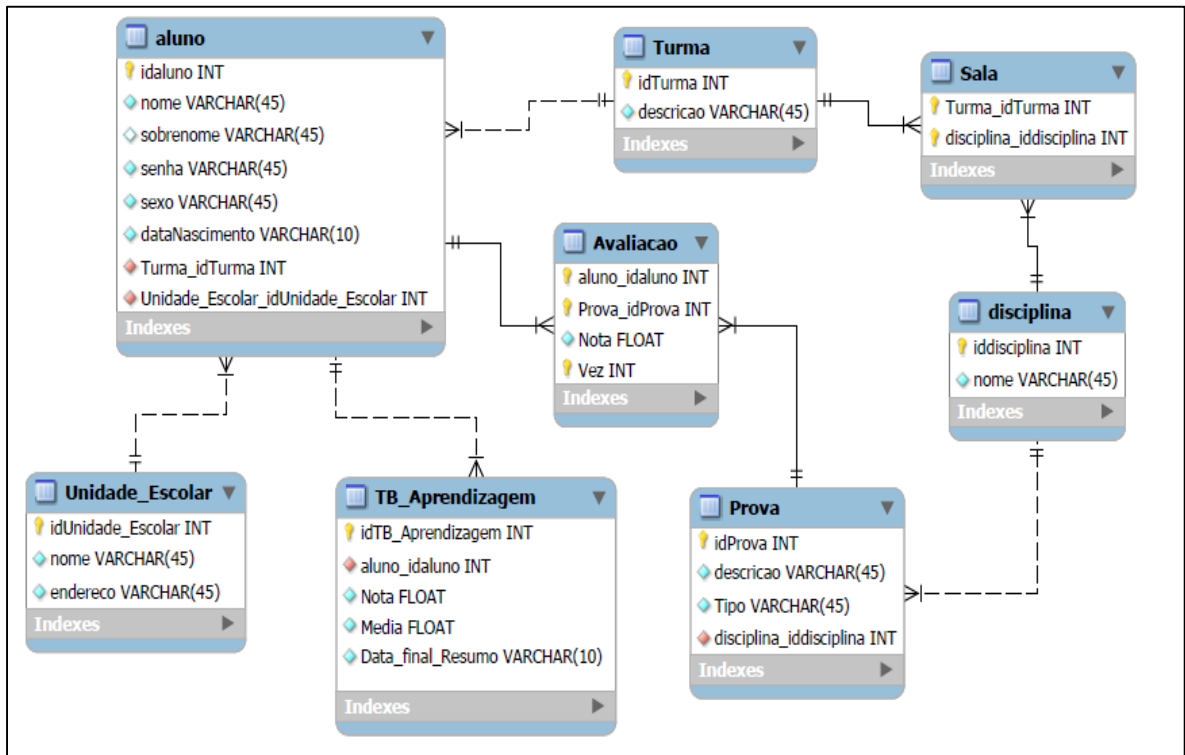 aluno
idaluno INT
nome VARCHAR(45)
sobrenome VARCHAR(45)
senha VARCHAR(45)
sexo VARCHAR(45)
dataNascimento VARCHAR(10)
Turma_idTurma INT
Unidade_Escolar_idUnidade_Escolar INT
Indexes
Turma
idTurma INT
descricao VARCHAR(45)
Indexes
Sala
Turma_idTurma INT
disciplina_iddisciplina INT
Indexes
Avaliacao
aluno_idaluno INT
Prova_idProva INT
Nota FLOAT
Vez INT
Indexes
disciplina
iddisciplina INT
nome VARCHAR(45)
Indexes
Unidade_Escolar
idUnidade_Escolar INT
nome VARCHAR(45)
endereco VARCHAR(45)
Indexes
TB_Aprendizagem
idTB_Aprendizagem INT
aluno_idaluno INT
Nota FLOAT
Media FLOAT
Data_final_Resumo VARCHAR(10)
Indexes
Prova
idProva INT
descricao VARCHAR(45)
Tipo VARCHAR(45)
disciplina_iddisciplina INT
Indexes